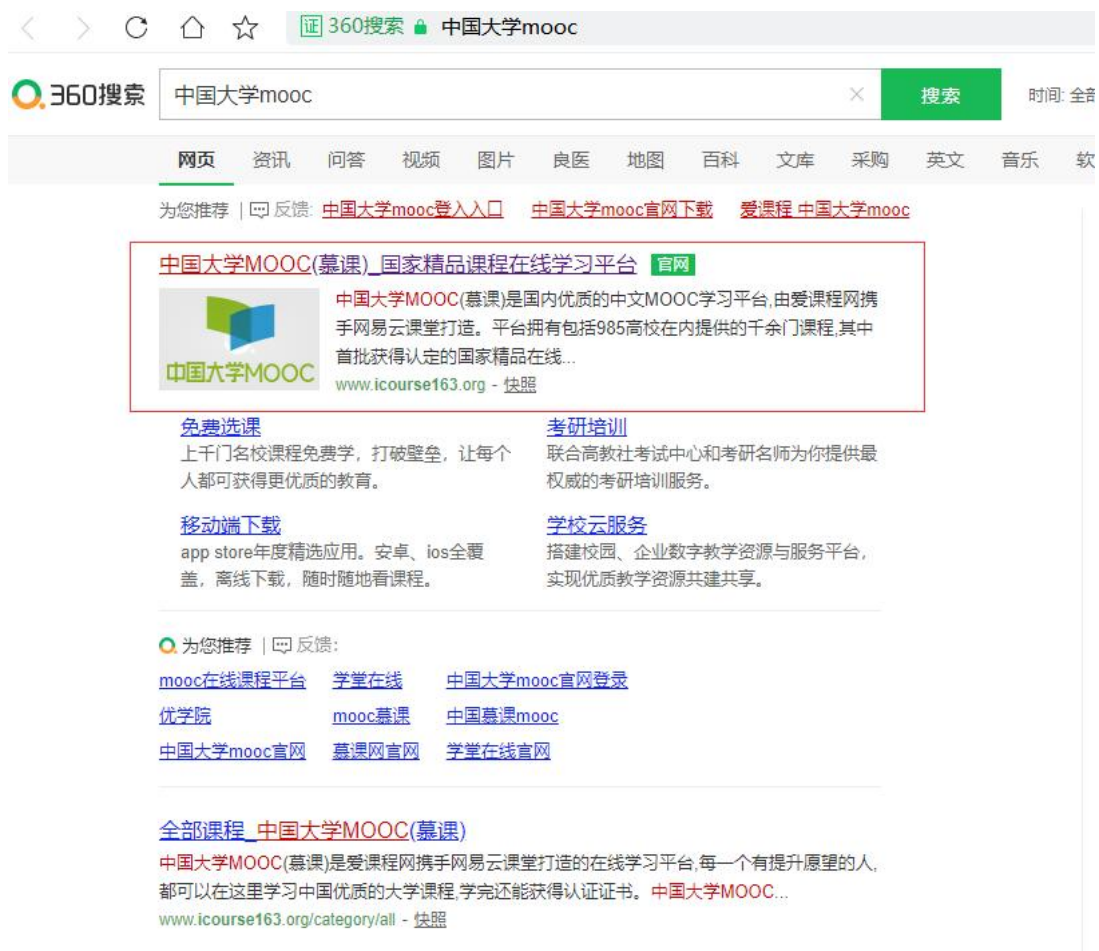 证 360搜索 中国大学mooc
360搜索 中国大学mooc 搜索 时间: 全部
网页 资讯 问答 视频 图片 良医 地图 百科 文库 采购 英文 音乐 软
为您推荐 | 反馈: 中国大学mooc登入入口 中国大学mooc官网下载 爱课程 中国大学mooc
中国大学MOOC(慕课)_国家精品课程在线学习平台 官网
中国大学MOOC
中国大学MOOC(慕课)是国内优质的中文MOOC学习平台,由爱课程网携
手网易云课堂打造。平台拥有包括985高校在内提供的千余门课程,其中
首批获得认定的国家精品在线...
www.icourse163.org - 快照
免费选课 考研培训
上千门名校课程免费学，打破壁垒，让每个 联合高教社考试中心和考研名师为你提供最
人都可获得更优质的教育。 权威的考研培训服务。
移动端下载 学校云服务
app store年度精选应用。安卓、ios全覆 搭建校园、企业数字教学资源与服务平台，
盖，离线下载，随时随地看课程。 实现优质教学资源共建共享。
为您推荐 | 反馈:
mooc在线课程平台 学堂在线 中国大学mooc官网登录
优学院 mooc慕课 中国慕课mooc
中国大学mooc官网 慕课网官网 学堂在线官网
全部课程_中国大学MOOC(慕课)
中国大学MOOC(慕课)是爱课程网携手网易云课堂打造的在线学习平台,每一个有提升愿望的人,
都可以在这里学习中国优质的大学课程,学完还能获得认证证书。中国大学MOOC...
www.icourse163.org/category/all - 快照